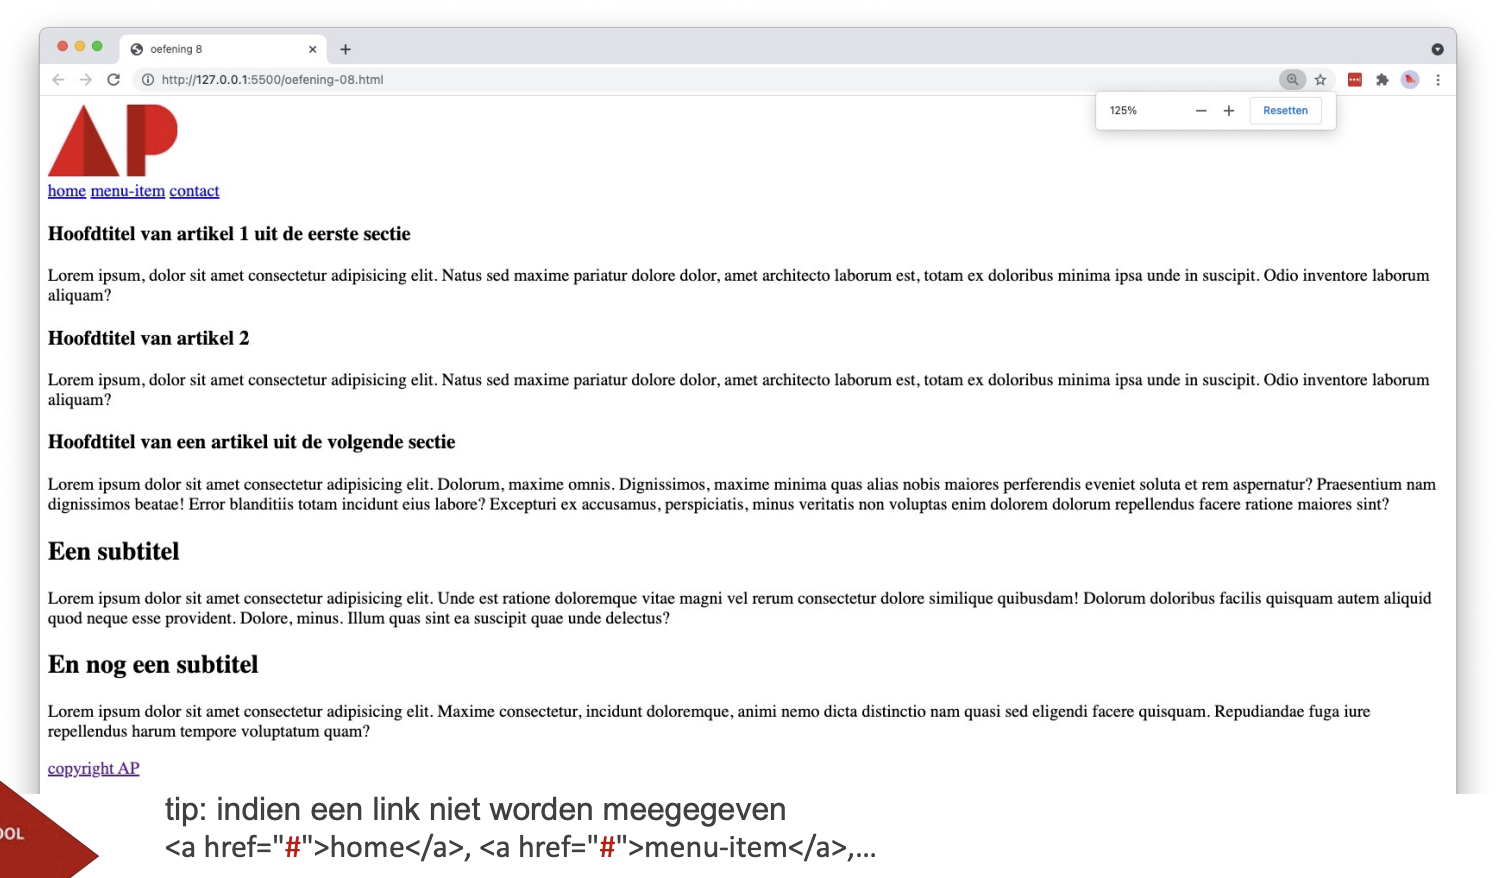 oefening 8
http://127.0.0.1:5500/oefening-08.html
125%
Resetten
AP
home menu-item contact
Hoofdtitel van artikel 1 uit de eerste sectie
Lorem ipsum, dolor sit amet consectetur adipisicing elit. Natus sed maxime pariatur dolore dolor, amet architecto laborum est, totam ex doloribus minima ipsa unde in suscipit. Odio inventore laborum
aliquam?
Hoofdtitel van artikel 2
Lorem ipsum, dolor sit amet consectetur adipisicing elit. Natus sed maxime pariatur dolore dolor, amet architecto laborum est, totam ex doloribus minima ipsa unde in suscipit. Odio inventore laborum
aliquam?
Hoofdtitel van een artikel uit de volgende sectie
Lorem ipsum dolor sit amet consectetur adipisicing elit. Dolorum, maxime omnis. Dignissimos, maxime minima quas alias nobis maiores perferendis eveniet soluta et rem aspernatur? Praesentium nam
dignissimos beatae! Error blanditiis totam incidunt eius labore? Excepturi ex accusamus, perspiciatis, minus veritatis non voluptas enim dolorem dolorum repellendus facere ratione maiores sint?
Een subtitel
Lorem ipsum dolor sit amet consectetur adipisicing elit. Unde est ratione doloremque vitae magni vel rerum consectetur dolore similique quibusdam! Dolorum doloribus facilis quisquam autem aliquid
quod neque esse provident. Dolore, minus. Illum quas sint ea suscipit quae unde delectus?
En nog een subtitel
Lorem ipsum dolor sit amet consectetur adipisicing elit. Maxime consectetur, incidunt doloremque, animi nemo dicta distinctio nam quasi sed eligendi facere quisquam. Repudiandae fuga iure
repellendus harum tempore voluptatum quam?
copyright AP
tip: indien een link niet worden meegegeven
<a href="#">home</a>, <a href="#">menu-item</a>,...